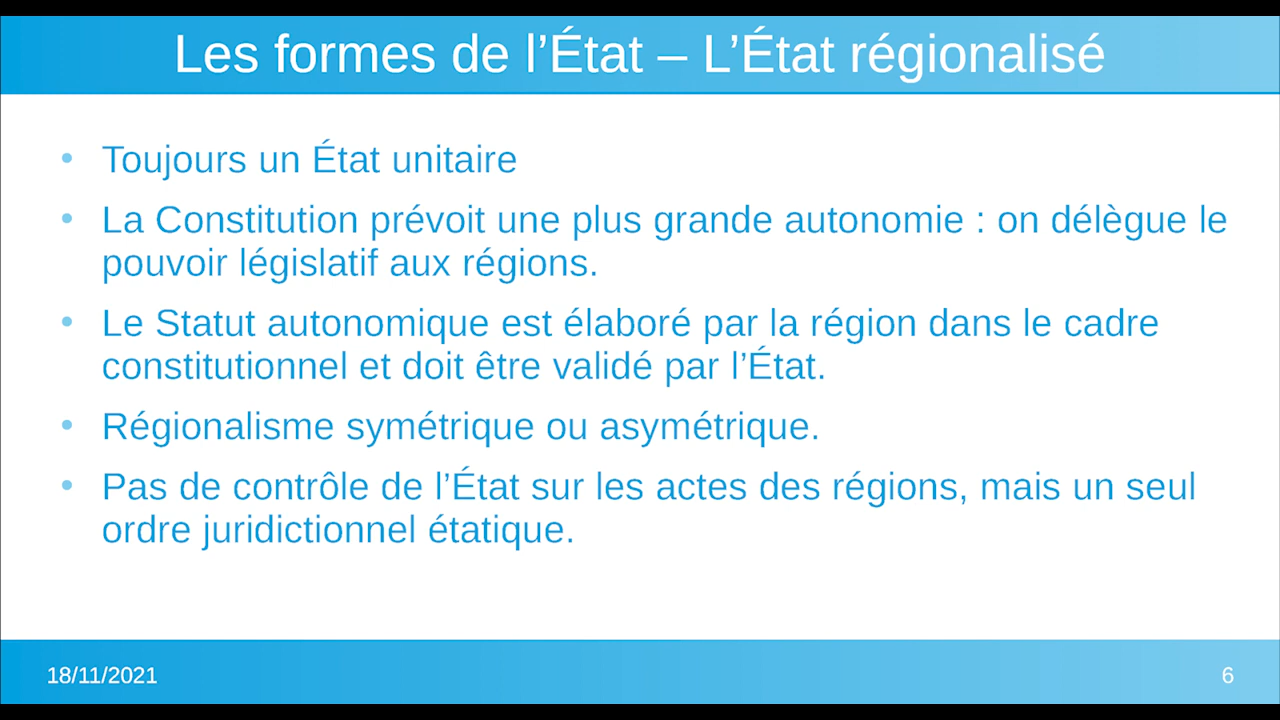 Les formes de l’État – L’État régionalisé
• Toujours un État unitaire
• La Constitution prévoit une plus grande autonomie : on délègue le
pouvoir législatif aux régions.
• Le Statut autonomique est élaboré par la région dans le cadre
constitutionnel et doit être validé par l’État.
• Régionalisme symétrique ou asymétrique.
• Pas de contrôle de l’État sur les actes des régions, mais un seul
ordre juridictionnel étatique.
18/11/2021
6